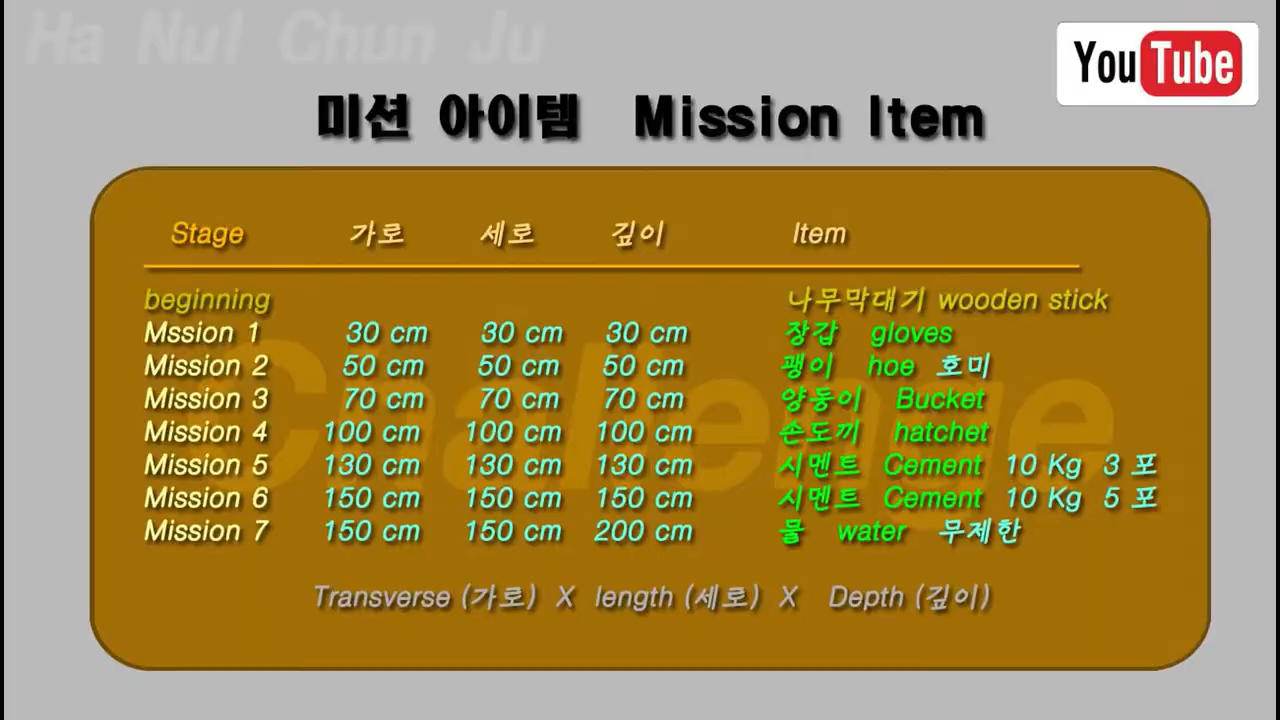 Ha Nul Chun Ju
YouTube
미션 아이템 Mission Item
Stage 가로 세로 깊이 Item
beginning 나무막대기 wooden stick
Mssion 1 30 cm 30 cm 30 cm 장갑 gloves
Mission 2 50 cm 50 cm 50 cm 괭이 hoe 호미
Mission 3 70 cm 70 cm 70 cm 양동이 Bucket
Mission 4 100 cm 100 cm 100 cm 손도끼 hatchet
Mission 5 130 cm 130 cm 130 cm 시멘트 Cement 10 Kg 3 포
Mission 6 150 cm 150 cm 150 cm 시멘트 Cement 10 Kg 5 포
Mission 7 150 cm 150 cm 200 cm 물 water 무제한
Challenge
Transverse (가로) X length (세로) X Depth (깊이)